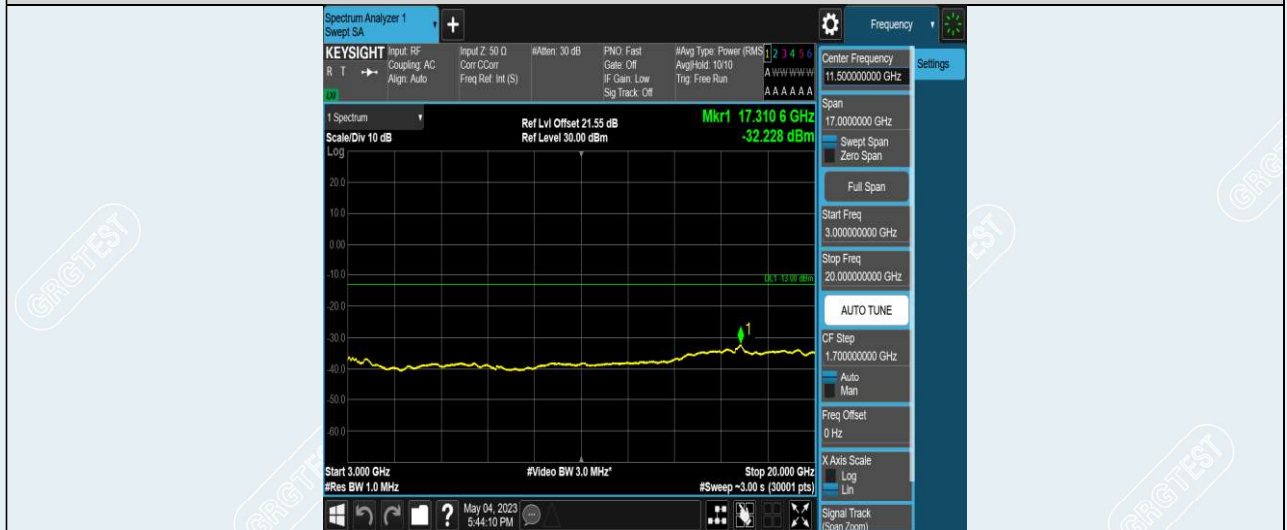 Spectrum Analyzer 1
Swept SA
+
Frequency
KEYSIGHT
R T
LXI
Input: RF
Coupling: AC
Align: Auto
Input Z: 50 Ω
Corr CCorr
Freq Ref: Int (S)
#Atten: 30 dB
PNO: Fast
Gate: Off
IF Gain: Low
Sig Track: Off
#Avg Type: Power (RMS
Avg|Hold: 10/10
Trig: Free Run
1 2 3 4 5 6
A W W W W W
A A A A A A
1 Spectrum
Scale/Div 10 dB
Log
Ref Lvl Offset 21.55 dB
Ref Level 30.00 dBm
Mkr1 17.310 6 GHz
-32.228 dBm
20.0
10.0
0.00
-10.0
DL1 -13.00 dBm
-20.0
-30.0
1
-40.0
-50.0
-60.0
Start 3.000 GHz
#Res BW 1.0 MHz
#Video BW 3.0 MHz*
Stop 20.000 GHz
#Sweep ~3.00 s (30001 pts)
?
May 04, 2023
5:44:10 PM
Center Frequency
11.500000000 GHz
Settings
Span
17.0000000 GHz
Swept Span
Zero Span
Full Span
Start Freq
3.000000000 GHz
Stop Freq
20.000000000 GHz
AUTO TUNE
CF Step
1.700000000 GHz
Auto
Man
Freq Offset
0 Hz
X Axis Scale
Log
Lin
Signal Track
(Span Zoom)
GRGTEST
GRGTEST
GRGTEST